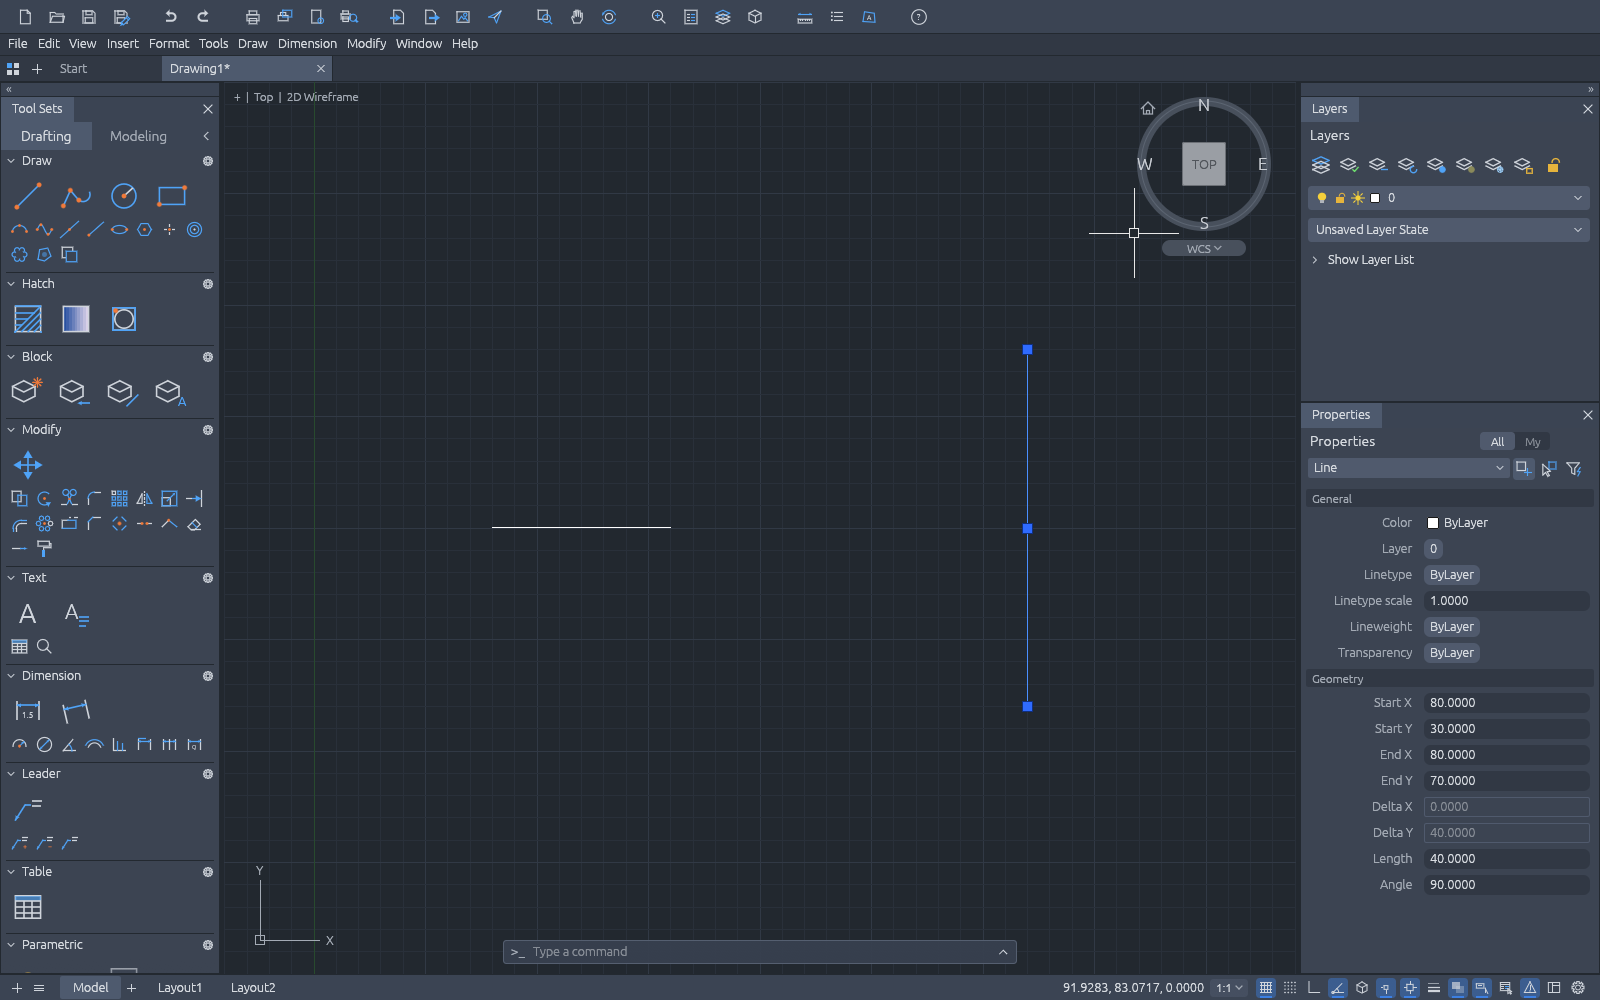 File Edit View Insert Format Tools Draw Dimension Modify Window Help
Start
Drawing1*
+ | Top | 2D Wireframe
Tool Sets
Drafting
Modeling
Draw
Hatch
Block
Modify
Text
Dimension
1.5
Leader
Table
Parametric
N
W
TOP
E
S
WCS
Y
X
>_ Type a command
Layers
Layers
0
Unsaved Layer State
Show Layer List
Properties
Properties
All
My
Line
General
Color ByLayer
Layer 0
Linetype ByLayer
Linetype scale 1.0000
Lineweight ByLayer
Transparency ByLayer
Geometry
Start X 80.0000
Start Y 30.0000
End X 80.0000
End Y 70.0000
Delta X 0.0000
Delta Y 40.0000
Length 40.0000
Angle 90.0000
Model
Layout1
Layout2
91.9283, 83.0717, 0.0000
1:1